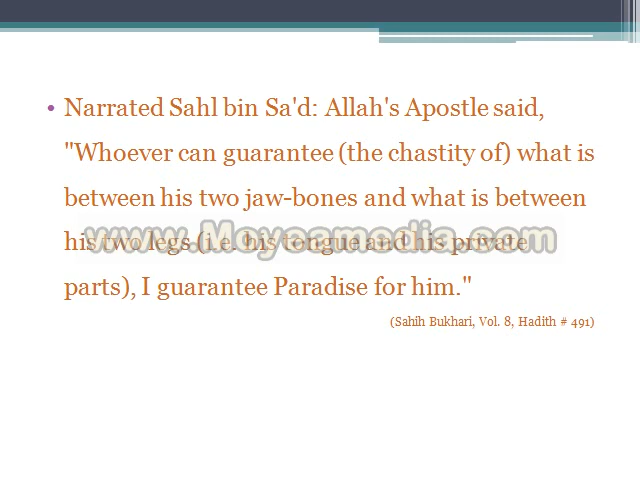 • Narrated Sahl bin Sa'd: Allah's Apostle said,
"Whoever can guarantee (the chastity of) what is
between his two jaw-bones and what is between
his two legs (i.e. his tongue and his private
www.Moyeamedia.com
parts), I guarantee Paradise for him."
(Sahih Bukhari, Vol. 8, Hadith # 491)